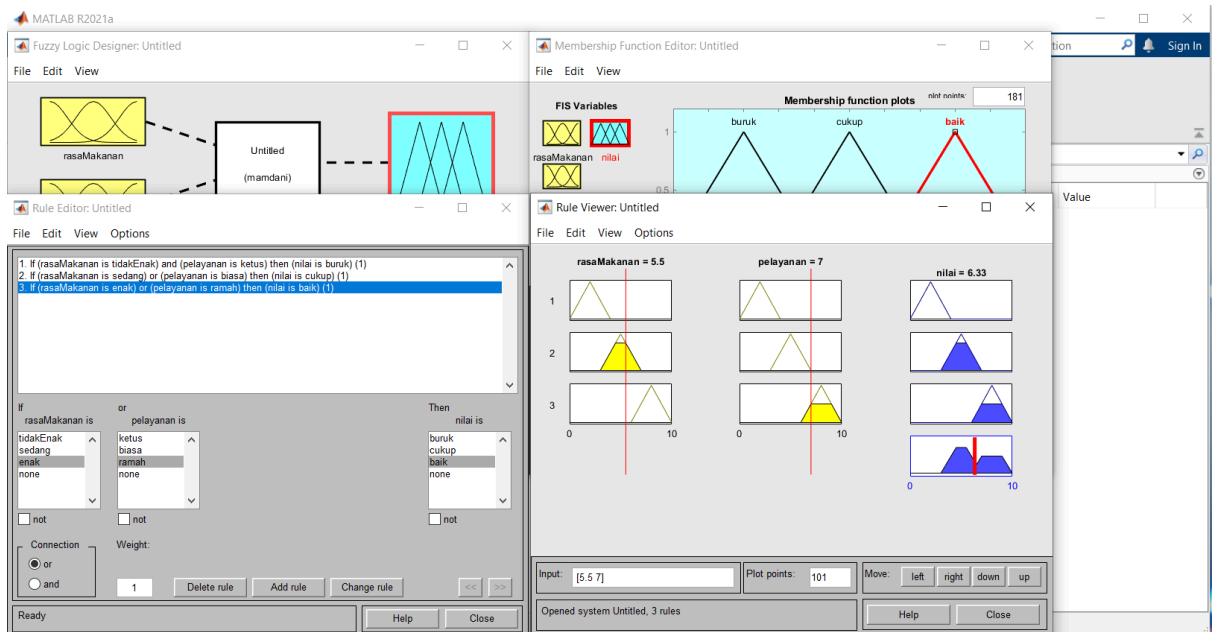 MATLAB R2021a
Fuzzy Logic Designer: Untitled
File Edit View
rasaMakanan
Untitled
(mamdani)
Membership Function Editor: Untitled
File Edit View
FIS Variables
rasaMakanan nilai
Membership function plots
plot points: 181
buruk cukup baik
1
0.5
tion
Sign In
Value
Rule Editor: Untitled
File Edit View Options
1. If (rasaMakanan is tidakEnak) and (pelayanan is ketus) then (nilai is buruk) (1)
2. If (rasaMakanan is sedang) or (pelayanan is biasa) then (nilai is cukup) (1)
3. If (rasaMakanan is enak) or (pelayanan is ramah) then (nilai is baik) (1)
If or Then
rasaMakanan is pelayanan is nilai is
tidakEnak ketus buruk
sedang biasa cukup
enak ramah baik
none none none
not not not
Connection Weight:
or
and 1 Delete rule Add rule Change rule << >>
Ready Help Close
Rule Viewer: Untitled
File Edit View Options
rasaMakanan = 5.5 pelayanan = 7 nilai = 6.33
1
2
3
0 10 0 10
0 10
Input: [5.5 7] Plot points: 101 Move: left right down up
Opened system Untitled, 3 rules Help Close